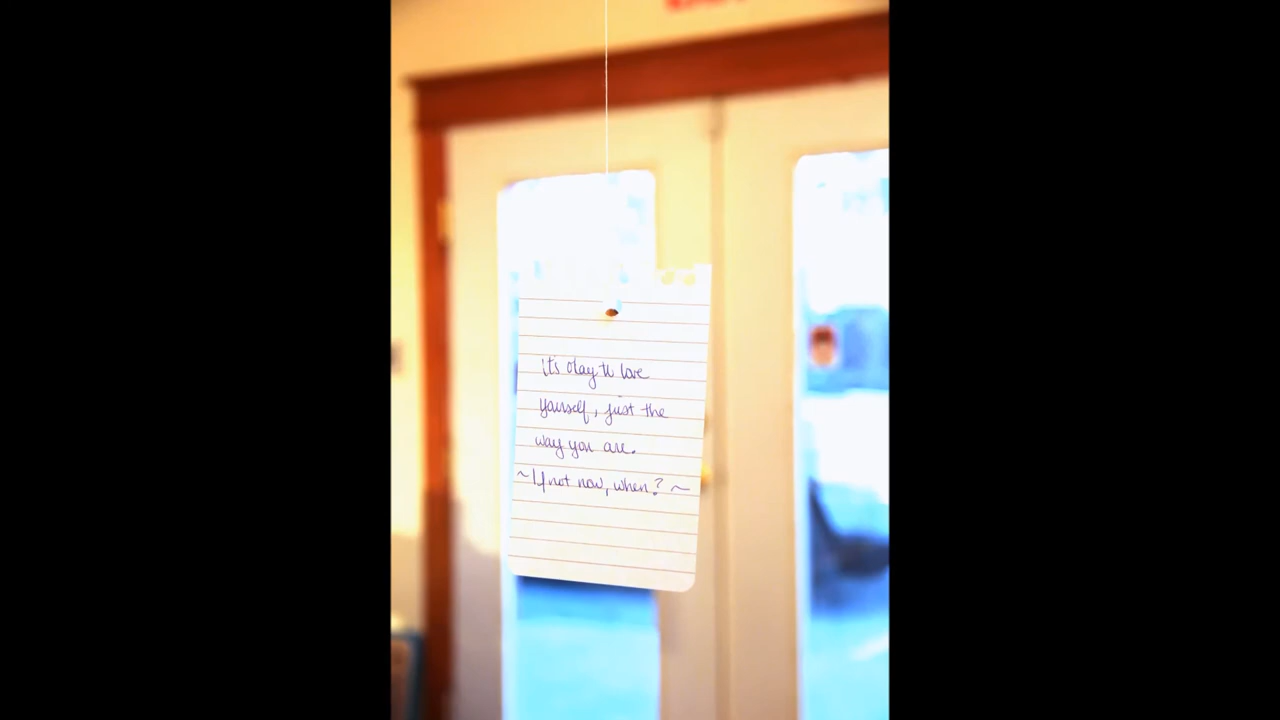 It's okay to love
yourself, just the
way you are.
~If not now, when? ~